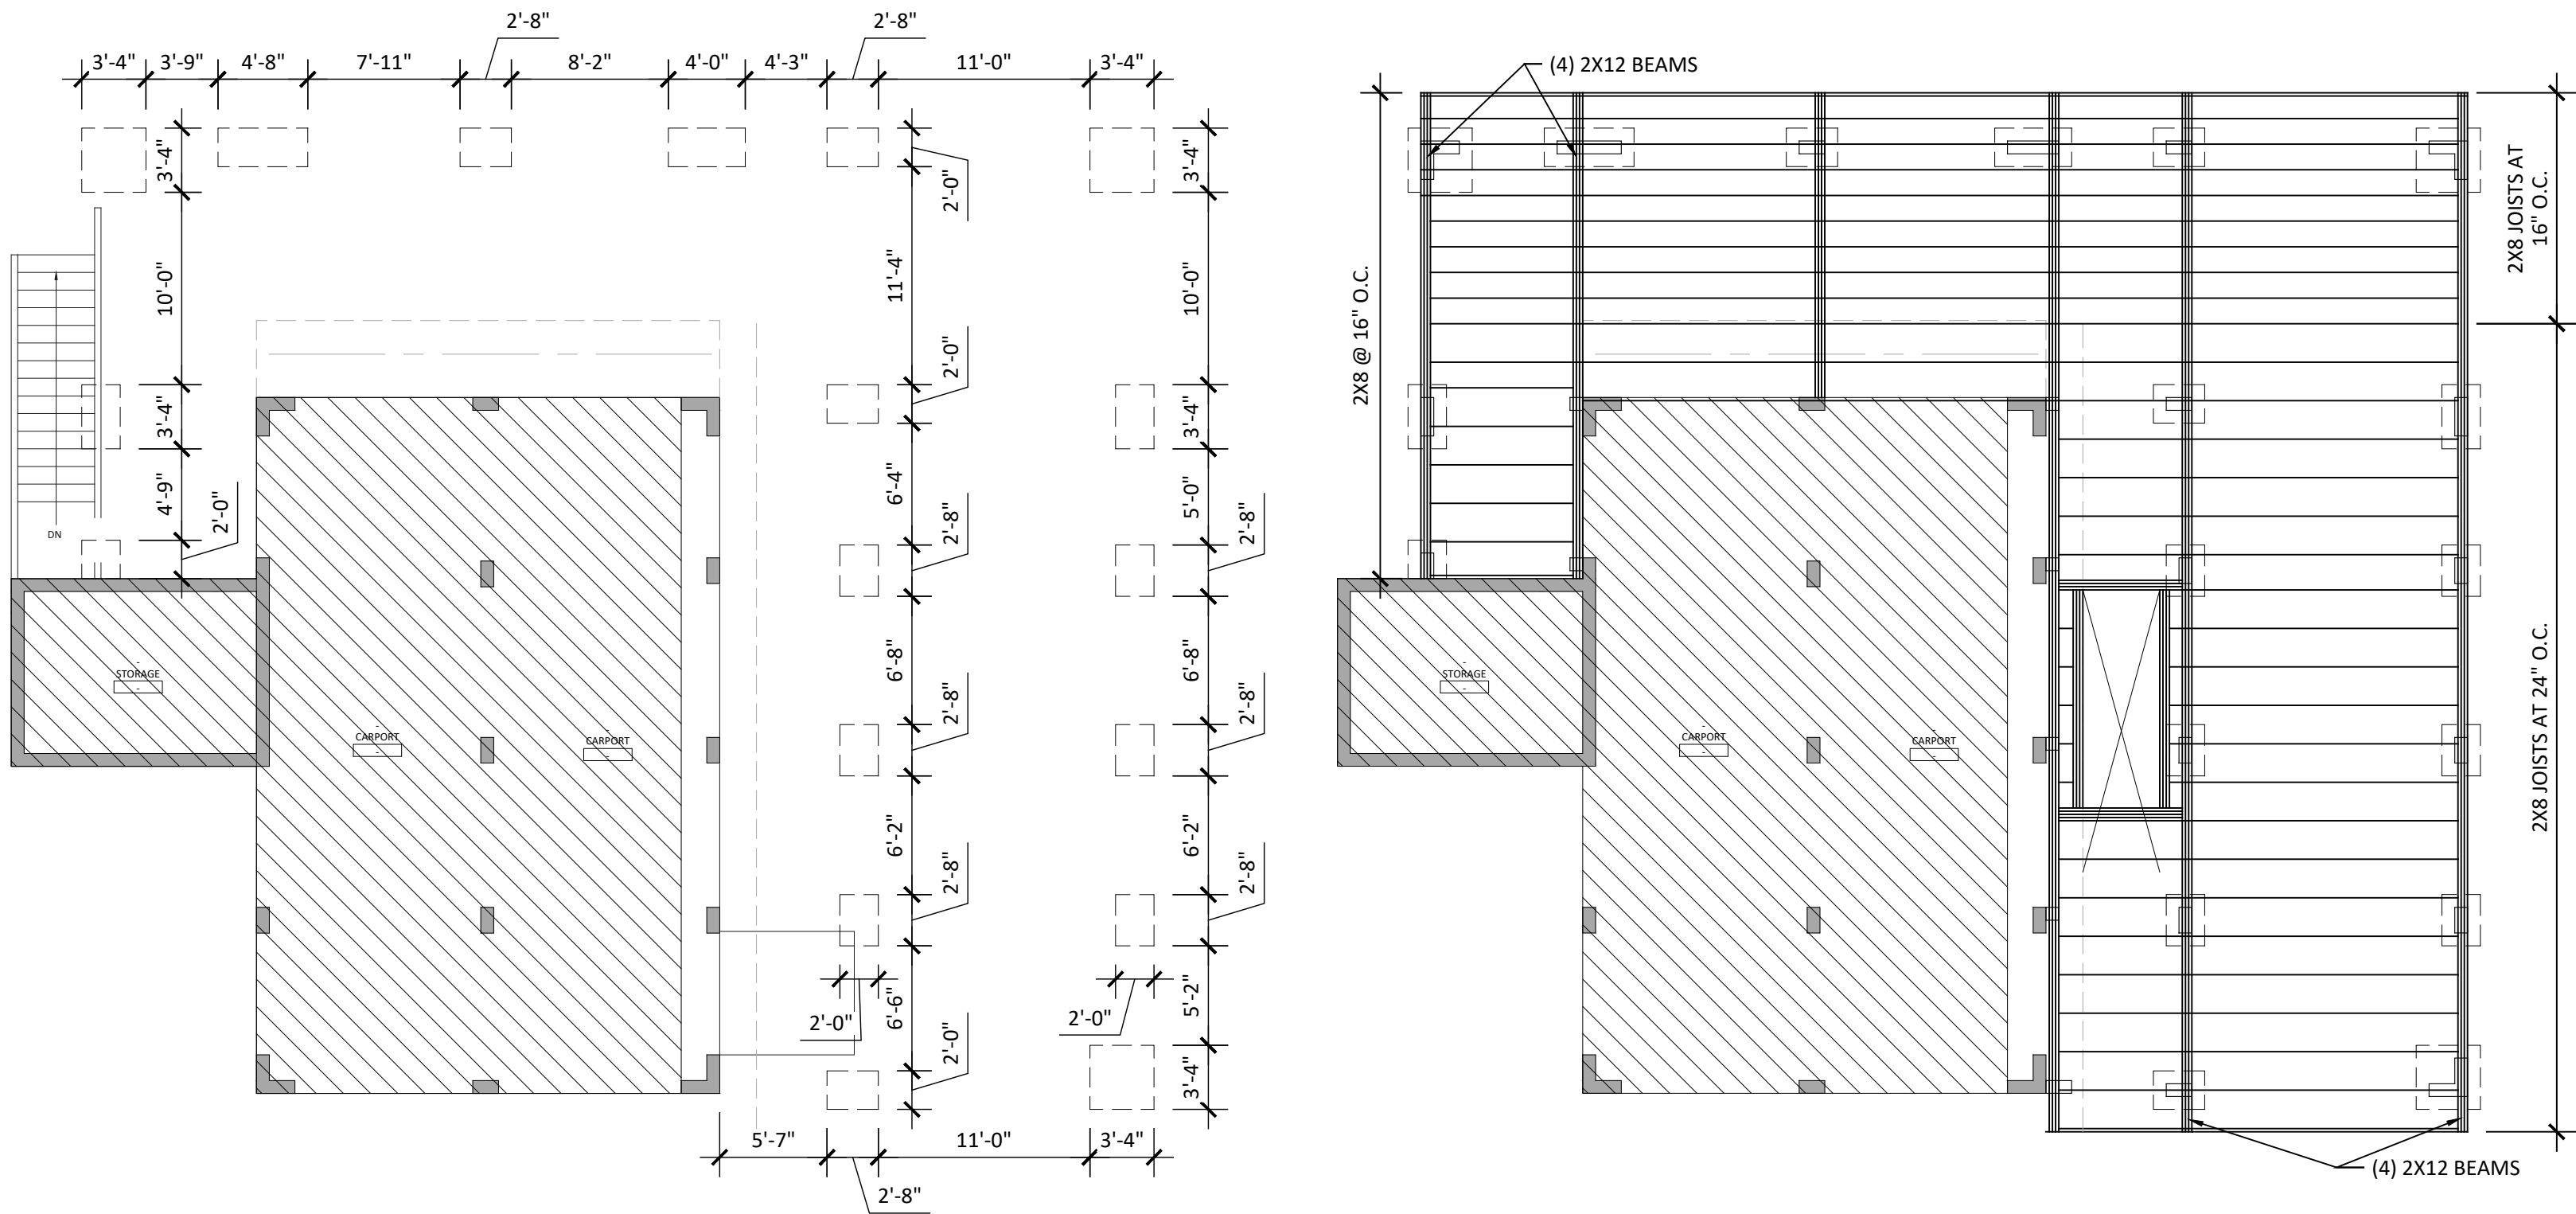 2'-8"
2'-8"
3'-4" 3'-9" 4'-8" 7'-11" 8'-2" 4'-0" 4'-3" 11'-0" 3'-4"
3'-4"
10'-0"
3'-4"
4'-9"
2'-0"
DN
2'-0"
11'-4"
2'-0"
6'-4"
2'-8"
6'-8"
2'-8"
6'-2"
2'-8"
6'-6"
2'-0"
2'-0"
3'-4"
10'-0"
3'-4"
5'-0"
2'-8"
6'-8"
2'-8"
6'-2"
2'-8"
5'-2"
2'-0"
3'-4"
-
STORAGE
-
-
CARPORT
-
-
CARPORT
-
5'-7" 11'-0" 3'-4"
2'-8"
(4) 2X12 BEAMS
2X8 @ 16" O.C.
2X8 JOISTS AT
16" O.C.
2X8 JOISTS AT 24" O.C.
-
STORAGE
-
-
CARPORT
-
-
CARPORT
-
(4) 2X12 BEAMS